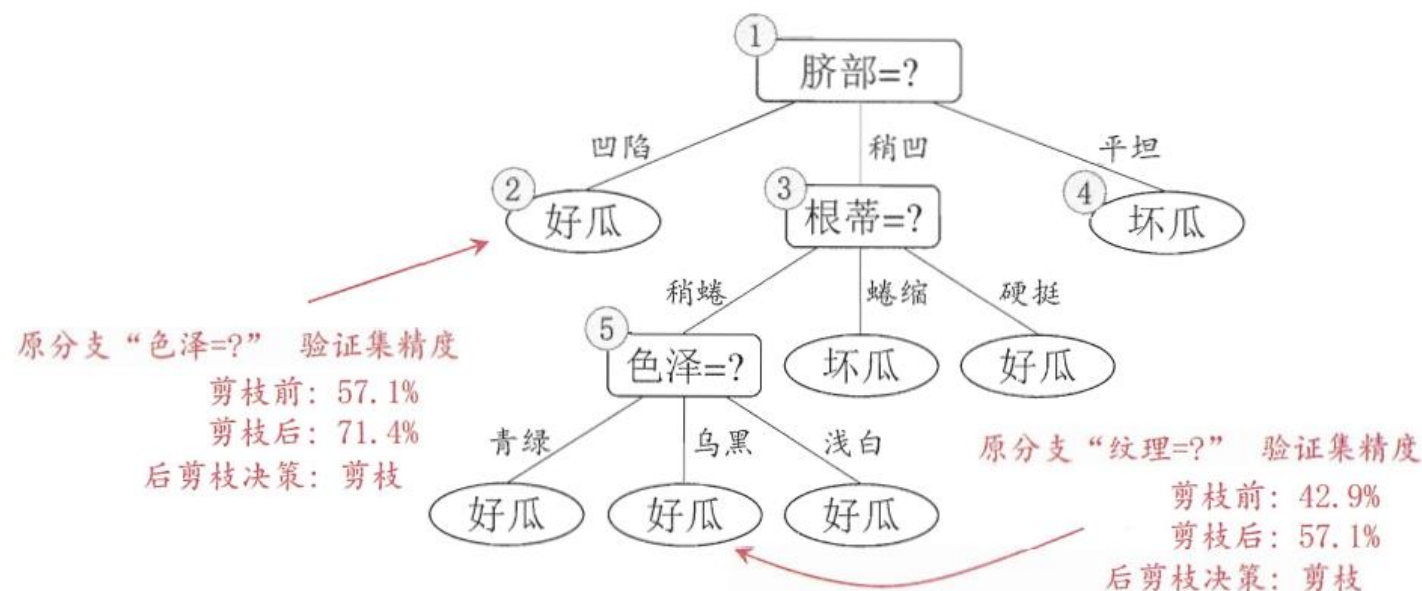 1
脐部=?
凹陷
稍凹
平坦
2
好瓜
3
根蒂=?
4
坏瓜
稍蜷
蜷缩
硬挺
原分支“色泽=?” 验证集精度
剪枝前: 57.1%
剪枝后: 71.4%
后剪枝决策: 剪枝
5
色泽=?
坏瓜
好瓜
青绿
乌黑
浅白
好瓜
好瓜
好瓜
原分支“纹理=?” 验证集精度
剪枝前: 42.9%
剪枝后: 57.1%
后剪枝决策: 剪枝